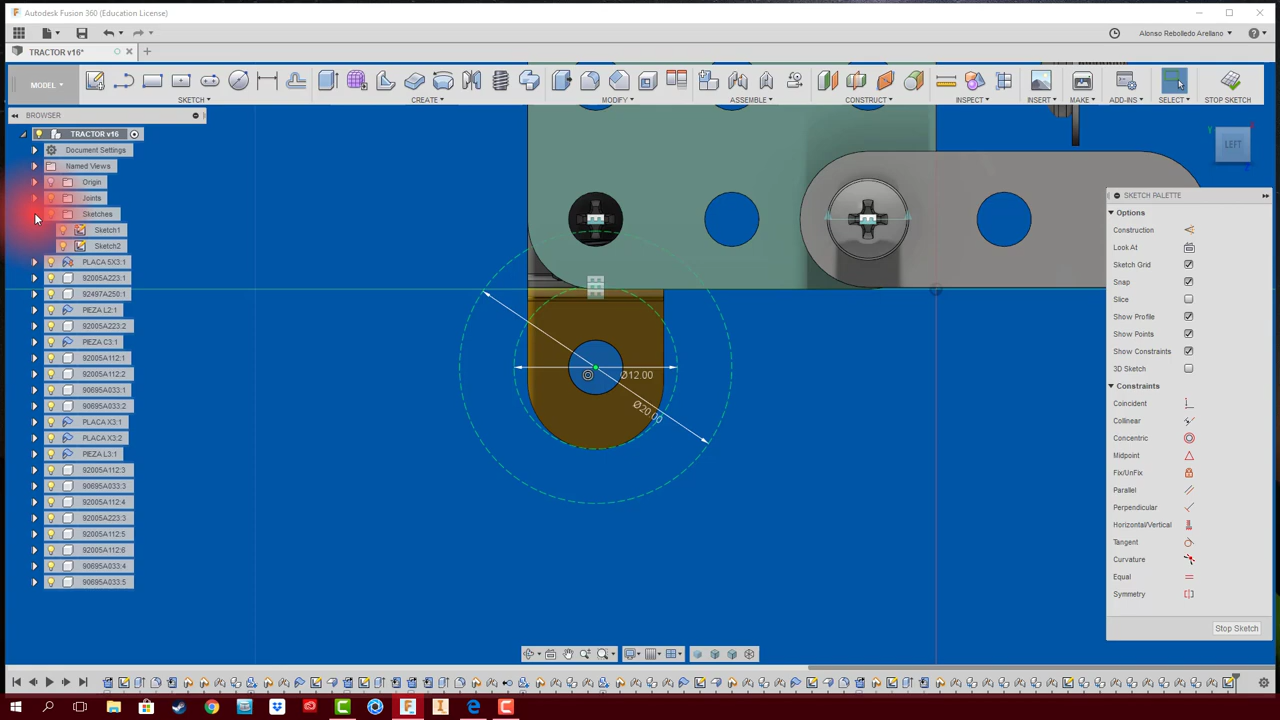 Autodesk Fusion 360 (Education License)
Alonso Rebolledo Arellano
TRACTOR v16*
MODEL
SKETCH
CREATE
MODIFY
ASSEMBLE
CONSTRUCT
INSPECT
INSERT
MAKE
ADD-INS
SELECT
STOP SKETCH
BROWSER
TRACTOR v16
Document Settings
Named Views
Origin
Joints
Sketches
Sketch1
Sketch2
PLACA 5X3:1
92005A223:1
92497A250:1
PIEZA L2:1
92005A223:2
PIEZA C3:1
92005A112:1
92005A112:2
90695A033:1
90695A033:2
PLACA X3:1
PLACA X3:2
PIEZA L3:1
92005A112:3
90695A033:3
92005A112:4
92005A223:3
92005A112:5
92005A112:6
90695A033:4
90695A033:5
Ø12.00
Ø20.00
LEFT
SKETCH PALETTE
Options
Construction
Look At
Sketch Grid
Snap
Slice
Show Profile
Show Points
Show Constraints
3D Sketch
Constraints
Coincident
Collinear
Concentric
Midpoint
Fix/UnFix
Parallel
Perpendicular
Horizontal/Vertical
Tangent
Curvature
Equal
Symmetry
Stop Sketch